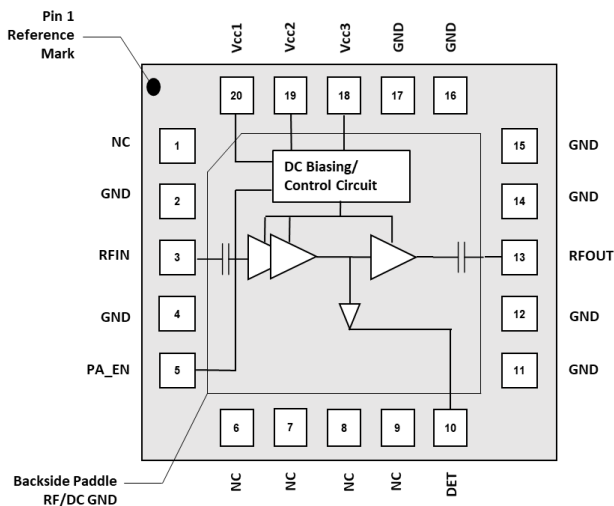 Pin 1
Reference
Mark
Vcc1
Vcc2
Vcc3
GND
GND
20
19
18
17
16
NC
1
15
GND
DC Biasing/
Control Circuit
GND
2
14
GND
RFIN
3
13
RFOUT
GND
4
12
GND
PA_EN
5
11
GND
6
7
8
9
10
NC
NC
NC
NC
DET
Backside Paddle
RF/DC GND